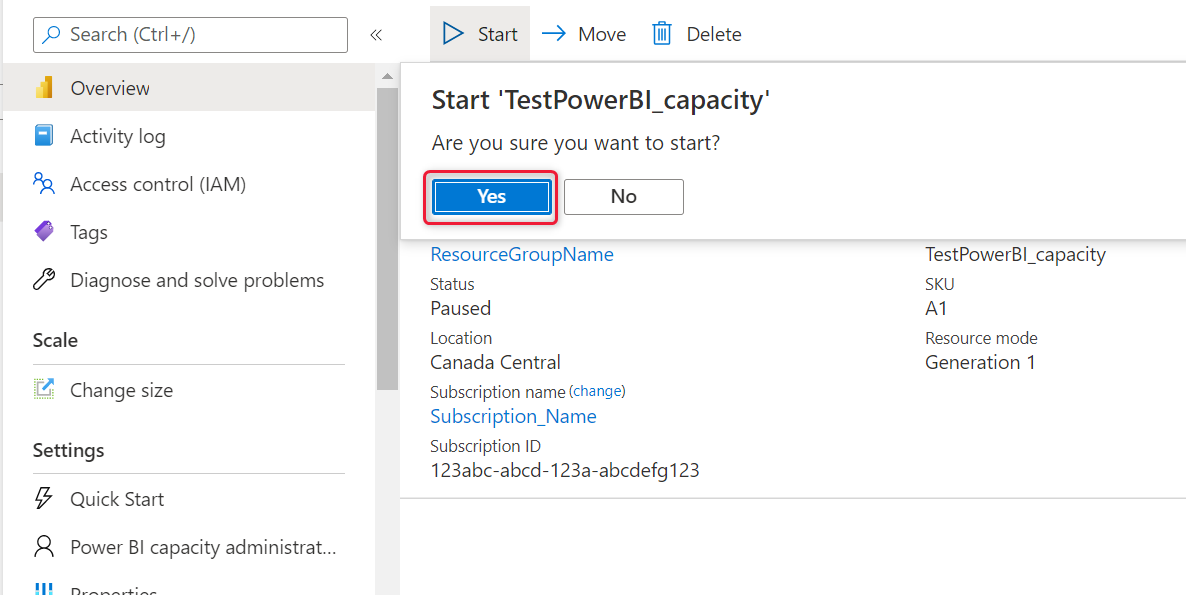 Search (Ctrl+/)
«
Overview
Activity log
Access control (IAM)
Tags
Diagnose and solve problems
Scale
Change size
Settings
Quick Start
Power BI capacity administrat...
Properties
Start
Move
Delete
Start 'TestPowerBI_capacity'
Are you sure you want to start?
Yes
No
ResourceGroupName
Status
Paused
Location
Canada Central
Subscription name (change)
Subscription_Name
Subscription ID
123abc-abcd-123a-abcdefg123
TestPowerBI_capacity
SKU
A1
Resource mode
Generation 1